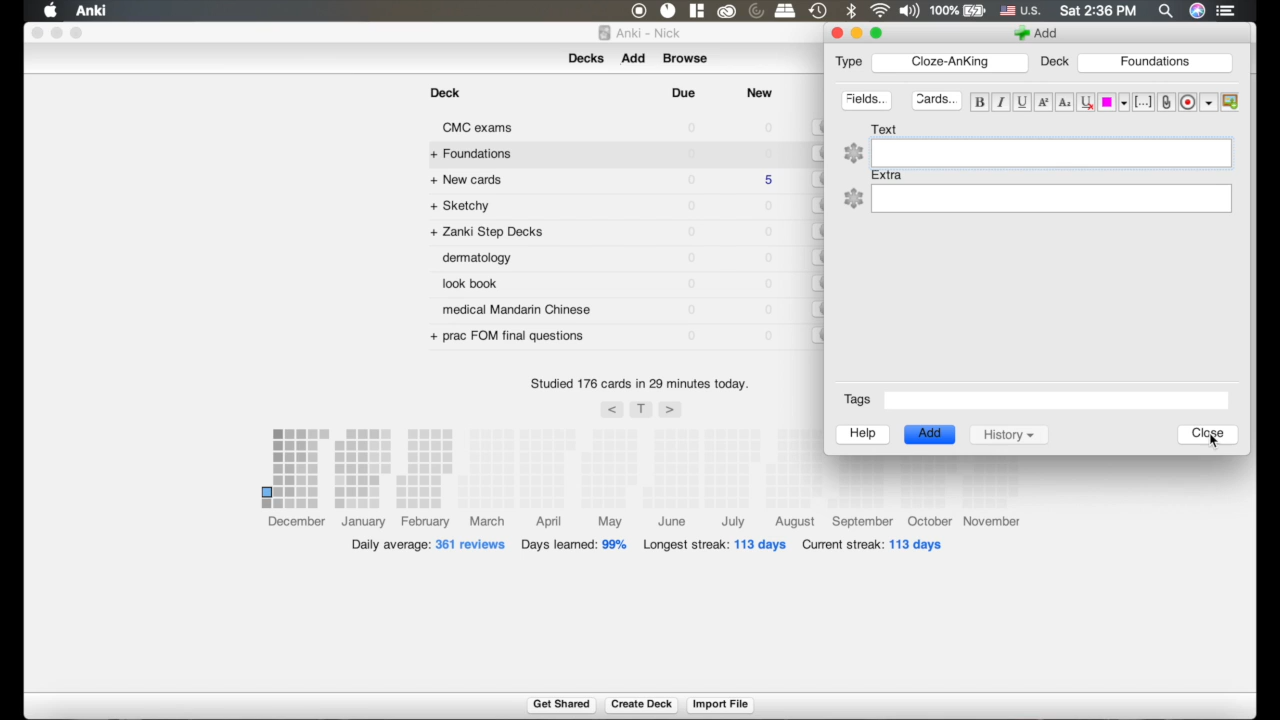 Anki 100% U.S. Sat 2:36 PM
Anki - Nick
Decks Add Browse
Deck Due New
CMC exams 0 0
+ Foundations 0 0
+ New cards 0 5
+ Sketchy 0 0
+ Zanki Step Decks 0 0
dermatology 0 0
look book 0 0
medical Mandarin Chinese 0 0
+ prac FOM final questions 0 0
Studied 176 cards in 29 minutes today.
< T >
December January February March April May June July August September October November
Daily average: 361 reviews Days learned: 99% Longest streak: 113 days Current streak: 113 days
Get Shared Create Deck Import File
Add
Type Cloze-AnKing Deck Foundations
Fields... Cards... B I U A² A₂ U [...]
Text
Extra
Tags
Help Add History Close